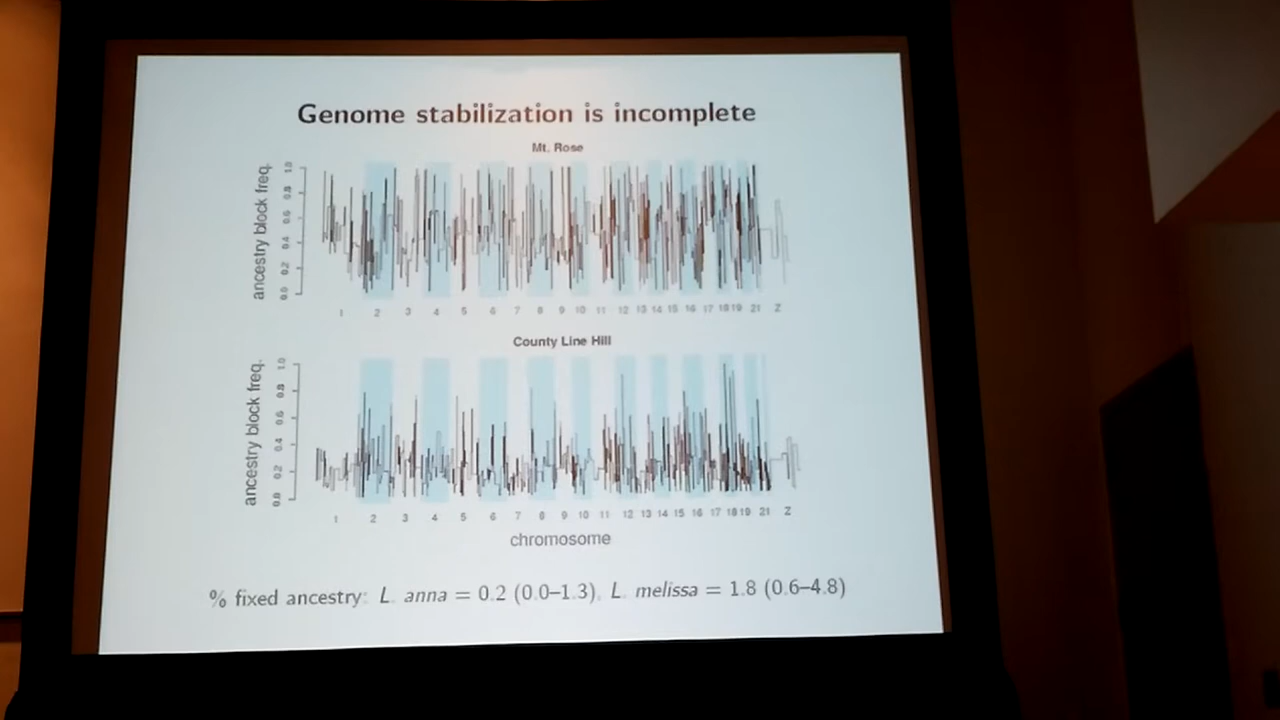 Genome stabilization is incomplete
Mt. Rose
ancestry block freq.
0.0 0.2 0.4 0.6 0.8 1.0
1 2 3 4 5 6 7 8 9 10 11 12 13 14 15 16 17 18 19 21 Z
County Line Hill
ancestry block freq.
0.0 0.2 0.4 0.6 0.8 1.0
1 2 3 4 5 6 7 8 9 10 11 12 13 14 15 16 17 18 19 21 Z
chromosome
% fixed ancestry: L. anna = 0.2 (0.0–1.3), L. melissa = 1.8 (0.6–4.8)